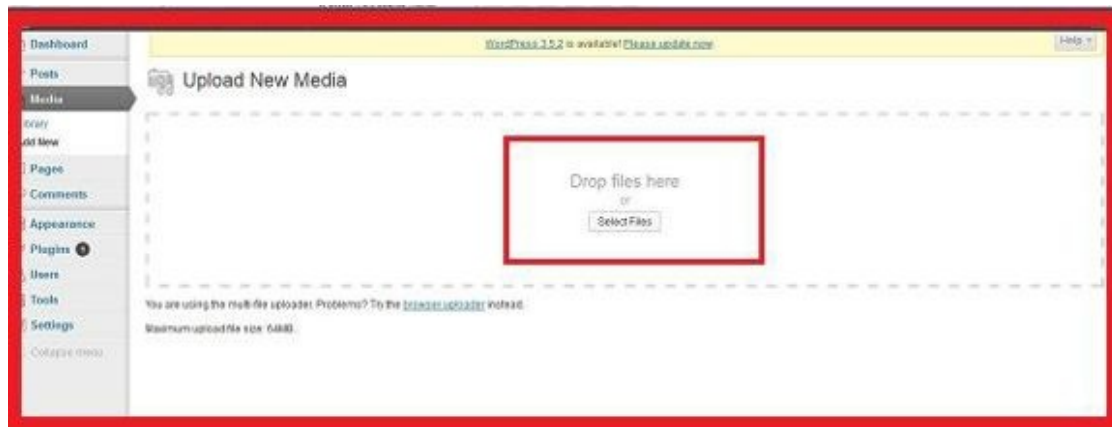 Dashboard
WordPress 3.5.2 is available! Please update now.
Help
Posts
Upload New Media
Media
Library
Add New
Pages
Drop files here
Comments
or
Select Files
Appearance
Plugins
Users
Tools
You are using the multi-file uploader. Problems? Try the browser uploader instead.
Settings
Maximum upload file size: 64MB.
Collapse menu